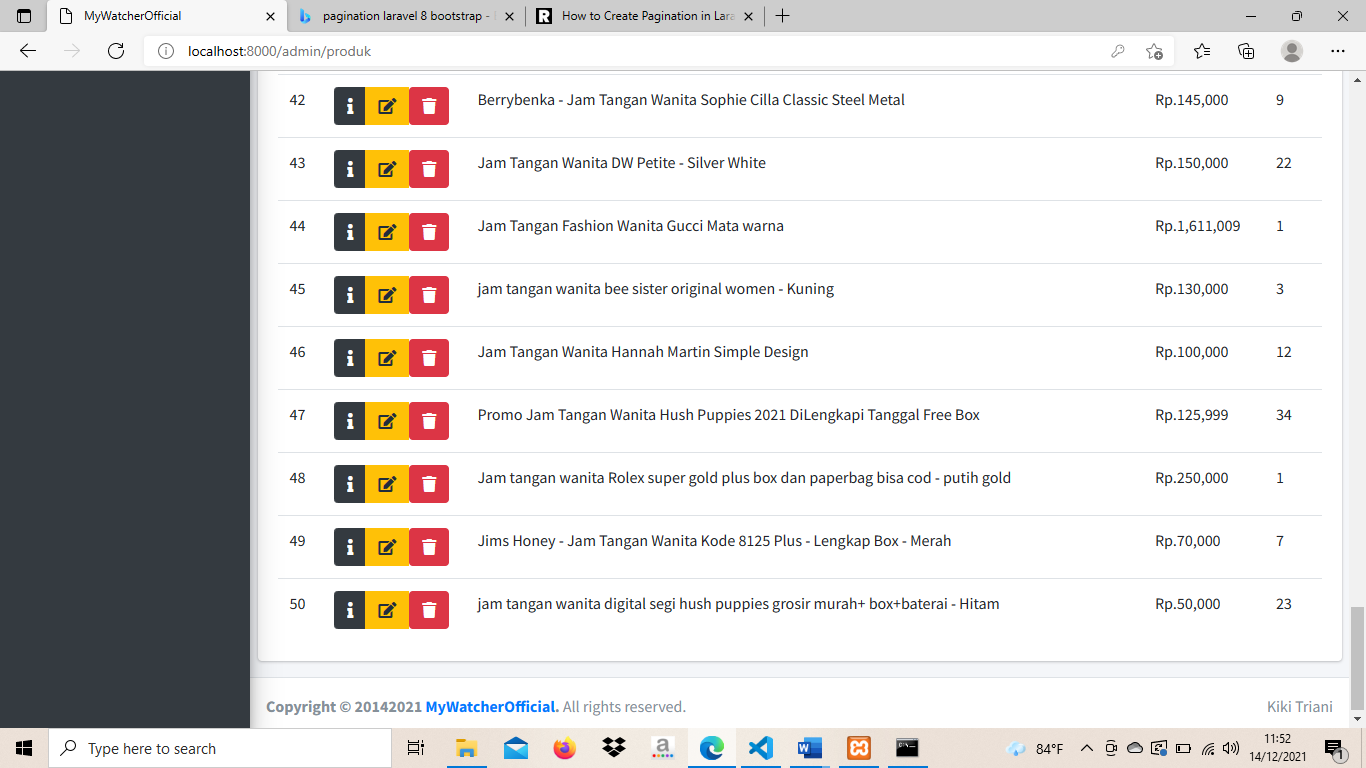 MyWatcherOfficial
pagination laravel 8 bootstrap -
How to Create Pagination in Lara
localhost:8000/admin/produk
42 Berrybenka - Jam Tangan Wanita Sophie Cilla Classic Steel Metal Rp.145,000 9
43 Jam Tangan Wanita DW Petite - Silver White Rp.150,000 22
44 Jam Tangan Fashion Wanita Gucci Mata warna Rp.1,611,009 1
45 jam tangan wanita bee sister original women - Kuning Rp.130,000 3
46 Jam Tangan Wanita Hannah Martin Simple Design Rp.100,000 12
47 Promo Jam Tangan Wanita Hush Puppies 2021 DiLengkapi Tanggal Free Box Rp.125,999 34
48 Jam tangan wanita Rolex super gold plus box dan paperbag bisa cod - putih gold Rp.250,000 1
49 Jims Honey - Jam Tangan Wanita Kode 8125 Plus - Lengkap Box - Merah Rp.70,000 7
50 jam tangan wanita digital segi hush puppies grosir murah+ box+baterai - Hitam Rp.50,000 23
Copyright © 20142021 MyWatcherOfficial. All rights reserved. Kiki Triani
Type here to search
84°F
11:52
14/12/2021
1